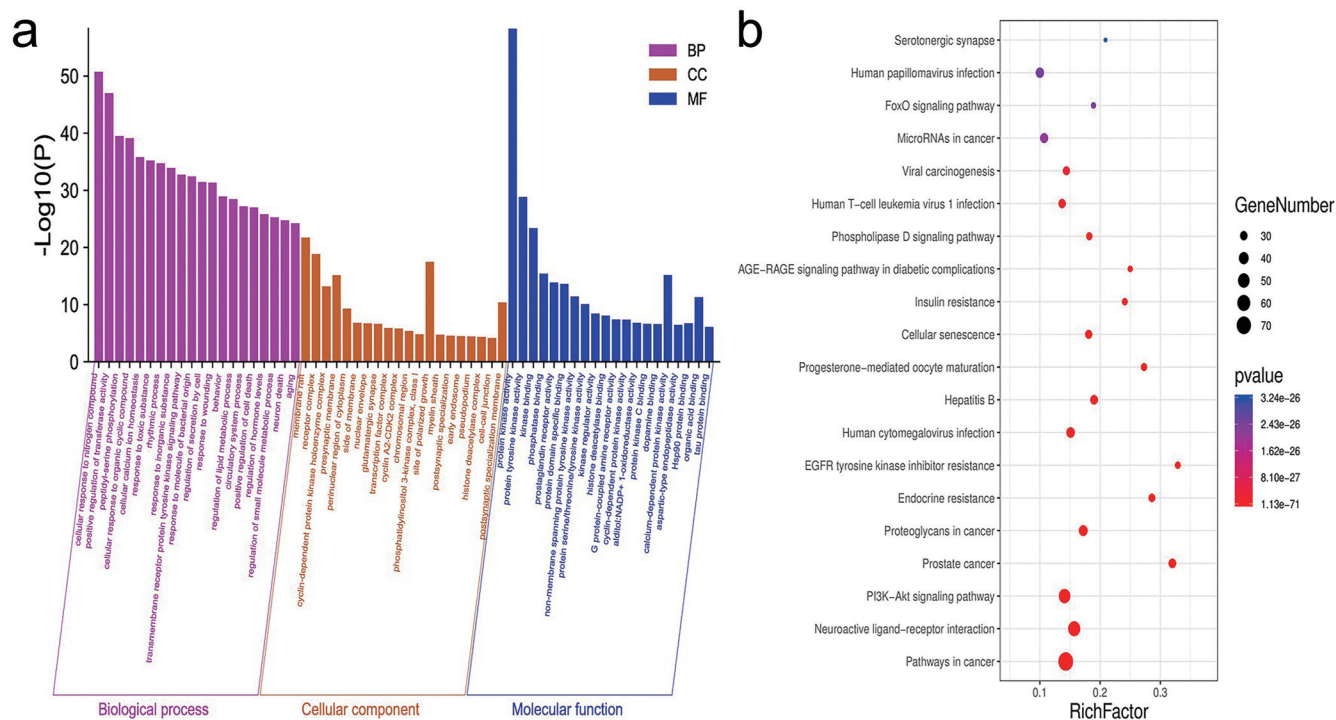 a
-Log10(P)
50
40
30
20
10
0
BP
CC
MF
cellular response to nitrogen compound
positive regulation of transferase activity
peptidyl-serine phosphorylation
cellular response to organic cyclic compound
cellular calcium ion homeostasis
response to toxic substance
rhythmic process
response to inorganic substance
transmembrane receptor protein tyrosine kinase signaling pathway
response to molecule of bacterial origin
regulation of secretion by cell
response to wounding
behavior
regulation of lipid metabolic process
circulatory system process
positive regulation of cell death
regulation of hormone levels
regulation of small molecule metabolic process
neuron death
aging
membrane raft
receptor complex
cyclin-dependent protein kinase holoenzyme complex
presynaptic membrane
perinuclear region of cytoplasm
side of membrane
nuclear envelope
glutamatergic synapse
transcription factor complex
cyclin A2-CDK2 complex
chromosomal region
phosphatidylinositol 3-kinase complex, class I
site of polarized growth
myelin sheath
postsynaptic specialization
early endosome
pseudopodium
histone deacetylase complex
cell-cell junction
postsynaptic specialization membrane
protein kinase activity
protein tyrosine kinase activity
kinase binding
phosphatase binding
prostaglandin receptor activity
protein domain specific binding
non-membrane spanning protein tyrosine kinase activity
protein serine/threonine/tyrosine kinase activity
kinase regulator activity
histone deacetylase binding
G protein-coupled amine receptor activity
cyclin-dependent protein kinase activity
alditol:NADP+ 1-oxidoreductase activity
protein kinase C binding
dopamine binding
calcium-dependent protein kinase activity
aspartic-type endopeptidase activity
Hsp90 protein binding
organic acid binding
tau protein binding
Biological process
Cellular component
Molecular function
b
Serotonergic synapse
Human papillomavirus infection
FoxO signaling pathway
MicroRNAs in cancer
Viral carcinogenesis
Human T−cell leukemia virus 1 infection
Phospholipase D signaling pathway
AGE−RAGE signaling pathway in diabetic complications
Insulin resistance
Cellular senescence
Progesterone−mediated oocyte maturation
Hepatitis B
Human cytomegalovirus infection
EGFR tyrosine kinase inhibitor resistance
Endocrine resistance
Proteoglycans in cancer
Prostate cancer
PI3K−Akt signaling pathway
Neuroactive ligand−receptor interaction
Pathways in cancer
0.1
0.2
0.3
RichFactor
GeneNumber
30
40
50
60
70
pvalue
3.24e−26
2.43e−26
1.62e−26
8.10e−27
1.13e−71